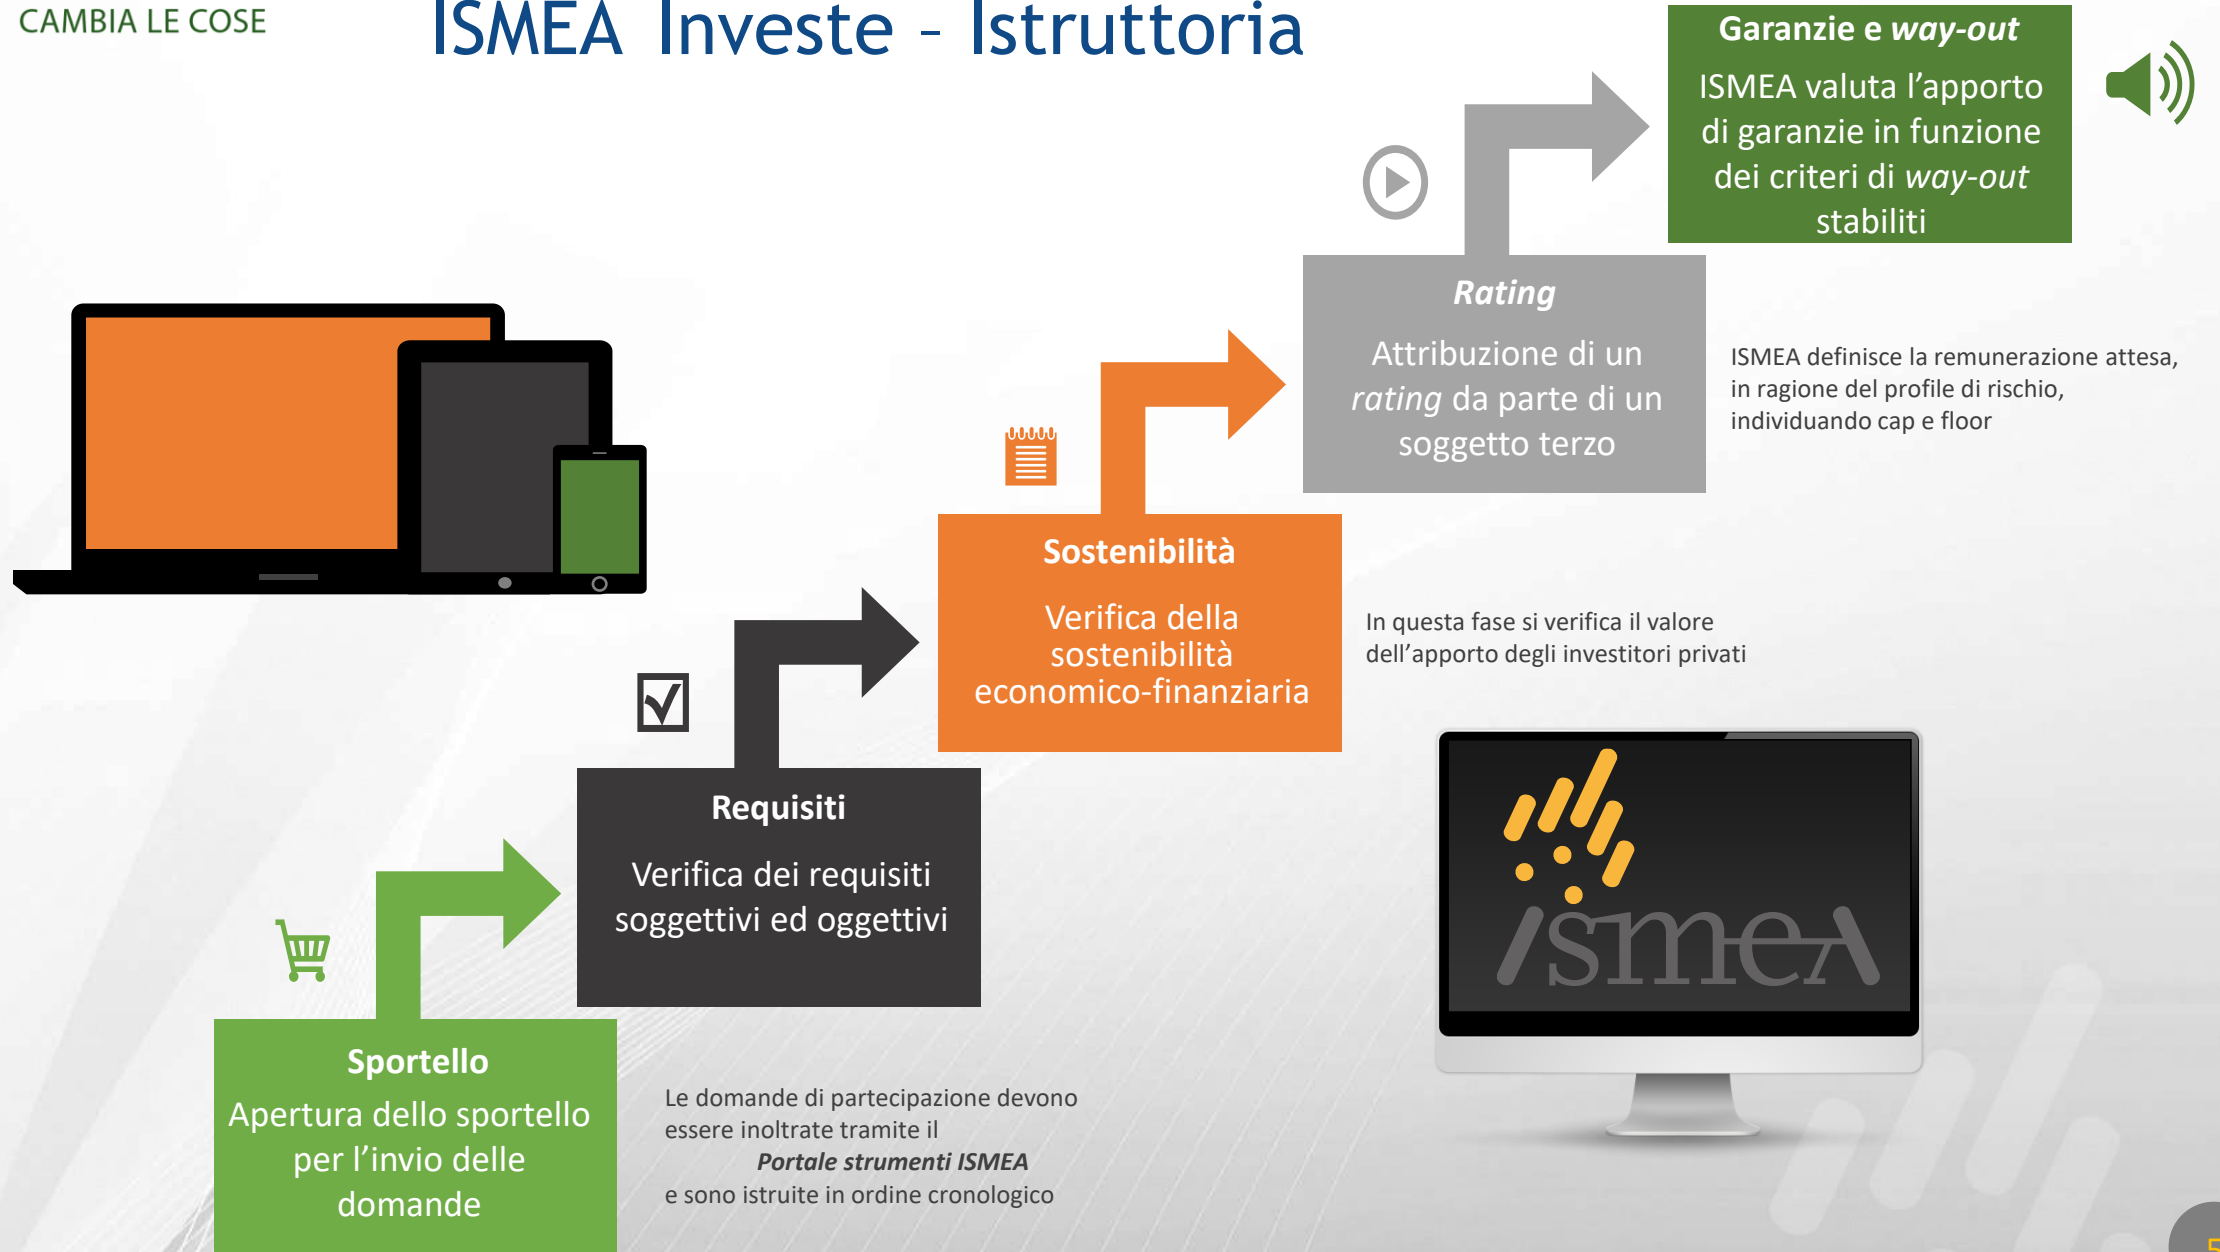 CAMBIA LE COSE
ISMEA Investe – Istruttoria
Garanzie e way-out
ISMEA valuta l'apporto
di garanzie in funzione
dei criteri di way-out
stabiliti
Rating
Attribuzione di un
rating da parte di un
soggetto terzo
ISMEA definisce la remunerazione attesa,
in ragione del profile di rischio,
individuando cap e floor
Sostenibilità
Verifica della
sostenibilità
economico-finanziaria
In questa fase si verifica il valore
dell'apporto degli investitori privati
Requisiti
Verifica dei requisiti
soggettivi ed oggettivi
ismeA
Sportello
Apertura dello sportello
per l'invio delle
domande
Le domande di partecipazione devono
essere inoltrate tramite il
Portale strumenti ISMEA
e sono istruite in ordine cronologico